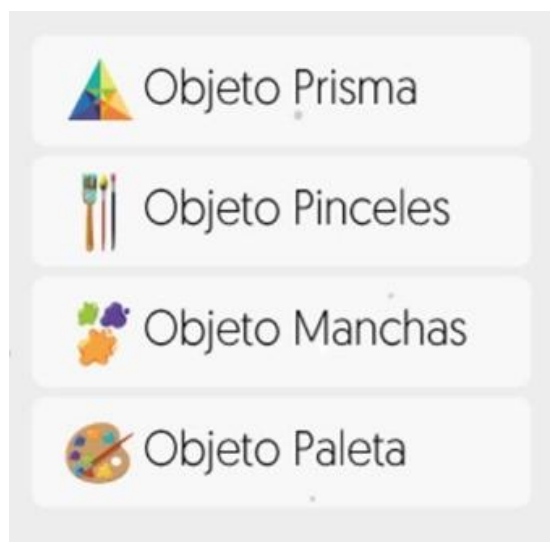 Objeto Prisma
Objeto Pinceles
Objeto Manchas
Objeto Paleta